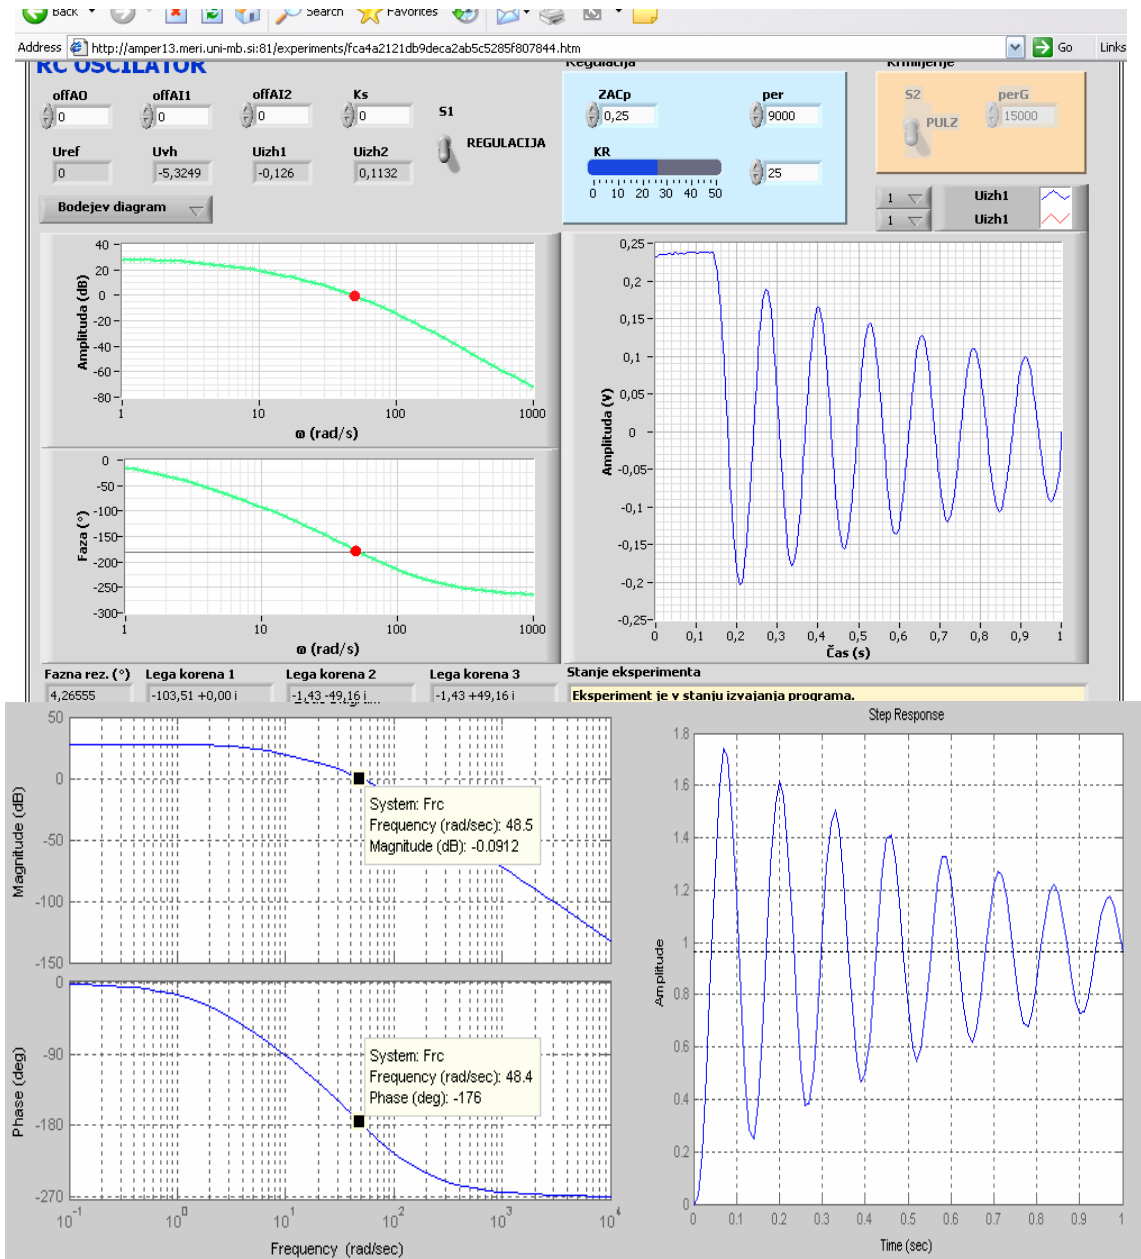 Back Search Favorites
Address http://amper13.meri.uni-mb.si:81/experiments/fca4a2121db9deca2ab5c5285f807844.htm Go Links
RC OSCILATOR Regulacija Krmiljenje
offAO offAI1 offAI2 Ks S1 ZACp per S2 perG
0 0 0 0 0,25 9000 PULZ 15000
Uref Uvh Uizh1 Uizh2 REGULACIJA KR
0 -5,3249 -0,126 0,1132 25
0 10 20 30 40 50
Bodejev diagram 1 Uizh1
1 Uizh1
Amplituda (dB)
40
20
0
-20
-40
-60
-80
1 10 100 1000
ω (rad/s)
Faza (°)
0
-50
-100
-150
-200
-250
-300
1 10 100 1000
ω (rad/s)
Amplituda (v)
0,25
0,2
0,15
0,1
0,05
0
-0,05
-0,1
-0,15
-0,2
-0,25
0 0,1 0,2 0,3 0,4 0,5 0,6 0,7 0,8 0,9 1
Čas (s)
Fazna rez. (°) Lega korena 1 Lega korena 2 Lega korena 3 Stanje eksperimenta
4,26555 -103,51 +0,00 i -1,43 -49,16 i -1,43 +49,16 i Eksperiment je v stanju izvajanja programa.
Magnitude (dB)
50
0
-50
-100
-150
System: Frc
Frequency (rad/sec): 48.5
Magnitude (dB): -0.0912
Phase (deg)
0
-90
-180
-270
System: Frc
Frequency (rad/sec): 48.4
Phase (deg): -176
10^-1 10^0 10^1 10^2 10^3 10^4
Frequency (rad/sec)
Step Response
Amplitude
1.8
1.6
1.4
1.2
1
0.8
0.6
0.4
0.2
0
0 0.1 0.2 0.3 0.4 0.5 0.6 0.7 0.8 0.9 1
Time (sec)